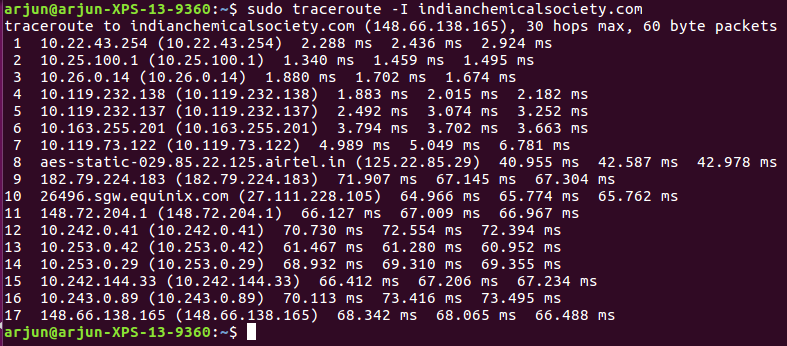 arjun@arjun-XPS-13-9360:~$ sudo traceroute -I indianchemicalsociety.com
traceroute to indianchemicalsociety.com (148.66.138.165), 30 hops max, 60 byte packets
 1  10.22.43.254 (10.22.43.254)  2.288 ms  2.436 ms  2.924 ms
 2  10.25.100.1 (10.25.100.1)  1.340 ms  1.459 ms  1.495 ms
 3  10.26.0.14 (10.26.0.14)  1.880 ms  1.702 ms  1.674 ms
 4  10.119.232.138 (10.119.232.138)  1.883 ms  2.015 ms  2.182 ms
 5  10.119.232.137 (10.119.232.137)  2.492 ms  3.074 ms  3.252 ms
 6  10.163.255.201 (10.163.255.201)  3.794 ms  3.702 ms  3.663 ms
 7  10.119.73.122 (10.119.73.122)  4.989 ms  5.049 ms  6.781 ms
 8  aes-static-029.85.22.125.airtel.in (125.22.85.29)  40.955 ms  42.587 ms  42.978 ms
 9  182.79.224.183 (182.79.224.183)  71.907 ms  67.145 ms  67.304 ms
10  26496.sgw.equinix.com (27.111.228.105)  64.966 ms  65.774 ms  65.762 ms
11  148.72.204.1 (148.72.204.1)  66.127 ms  67.009 ms  66.967 ms
12  10.242.0.41 (10.242.0.41)  70.730 ms  72.554 ms  72.394 ms
13  10.253.0.42 (10.253.0.42)  61.467 ms  61.280 ms  60.952 ms
14  10.253.0.29 (10.253.0.29)  68.932 ms  69.310 ms  69.355 ms
15  10.242.144.33 (10.242.144.33)  66.412 ms  67.206 ms  67.234 ms
16  10.243.0.89 (10.243.0.89)  70.113 ms  73.416 ms  73.495 ms
17  148.66.138.165 (148.66.138.165)  68.342 ms  68.065 ms  66.488 ms
arjun@arjun-XPS-13-9360:~$